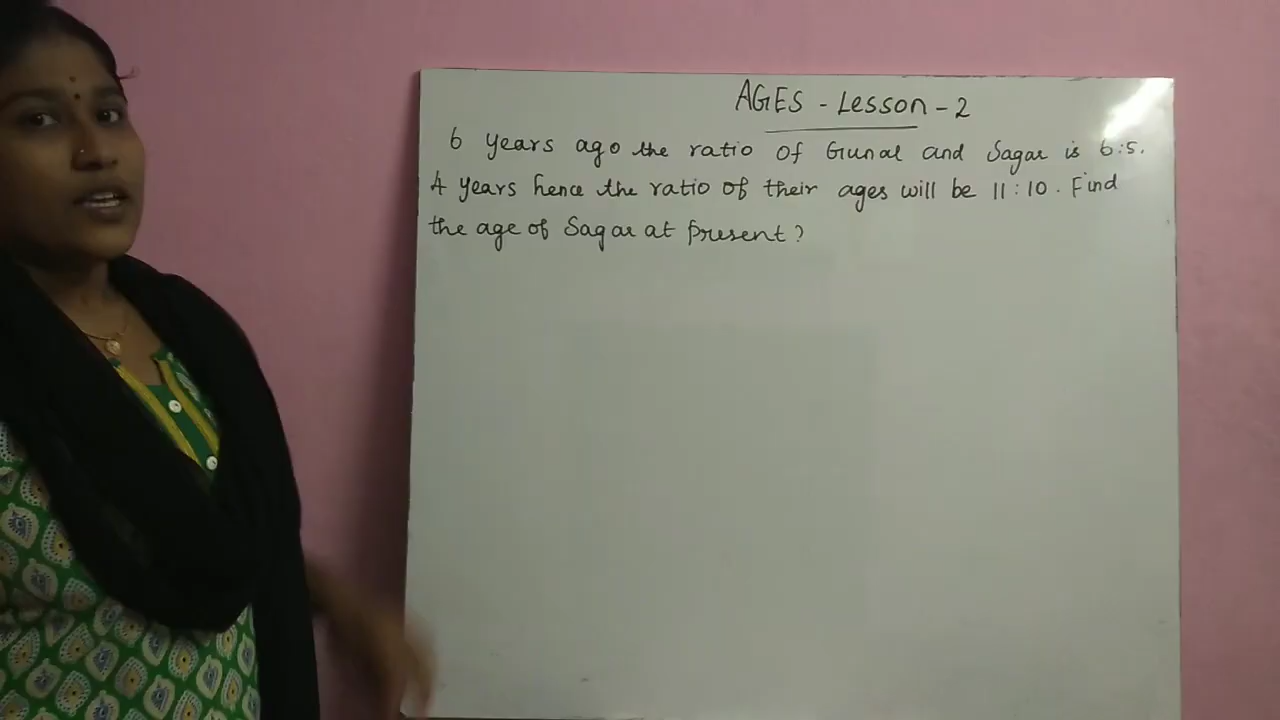 AGES - Lesson - 2
6 years ago the ratio of Gunal and Sagar is 6:5.
4 years hence the ratio of their ages will be 11:10. Find
the age of Sagar at present?